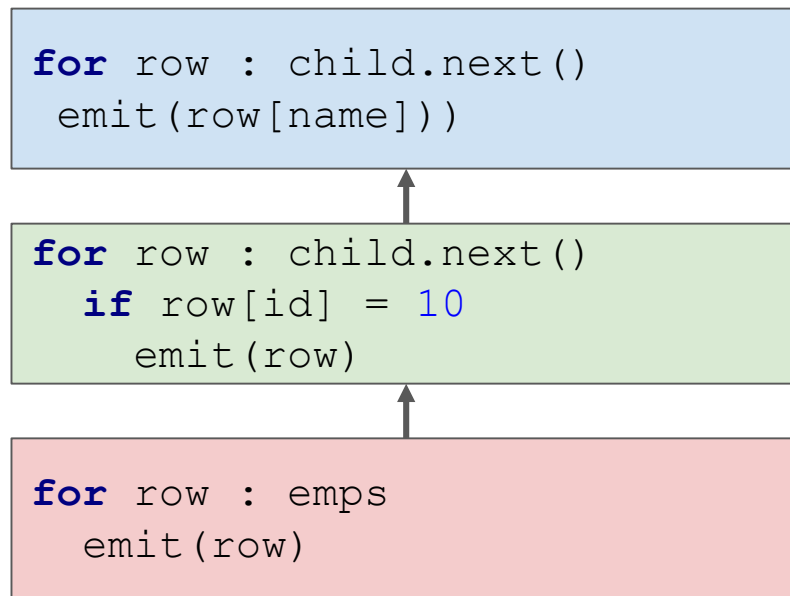 for row : child.next()
emit(row[name]))
for row : child.next()
if row[id] = 10
emit(row)
for row : emps
emit(row)